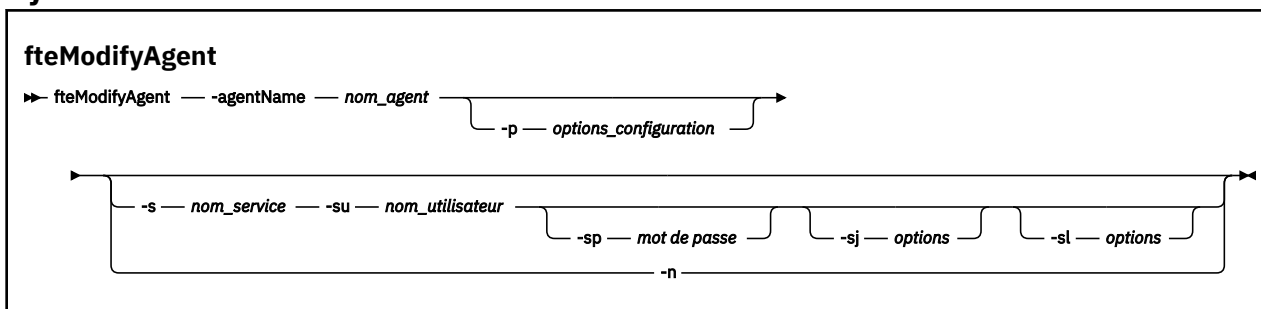 fteModifyAgent
fteModifyAgent -agentName nom_agent
-p options_configuration
-s nom_service -su nom_utilisateur
-sp mot de passe -sj options -sl options
-n